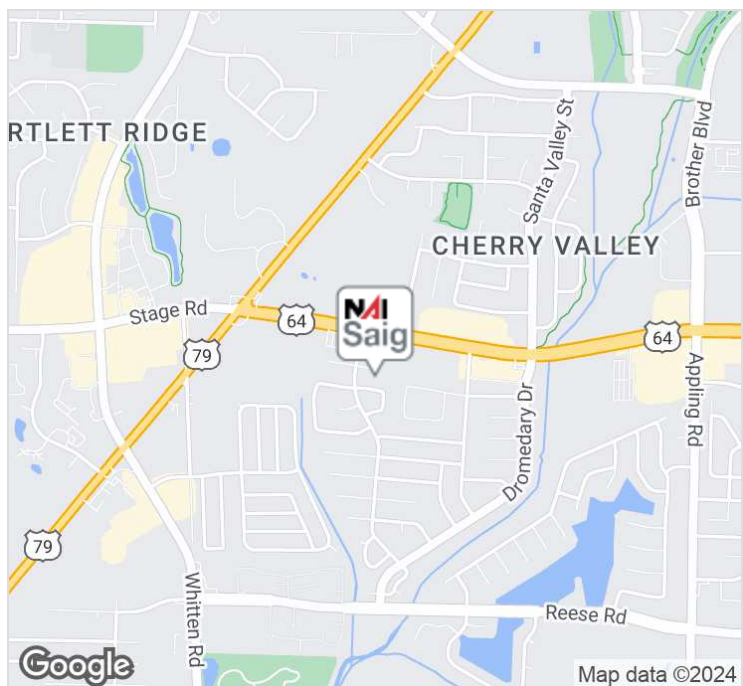 RTLETT RIDGE
Santa Valley St
Brother Blvd
CHERRY VALLEY
Stage Rd
64
NAI
Saig
64
79
Appling Rd
Dromedary Dr
79
Whitten Rd
Reese Rd
Google
Map data ©2024